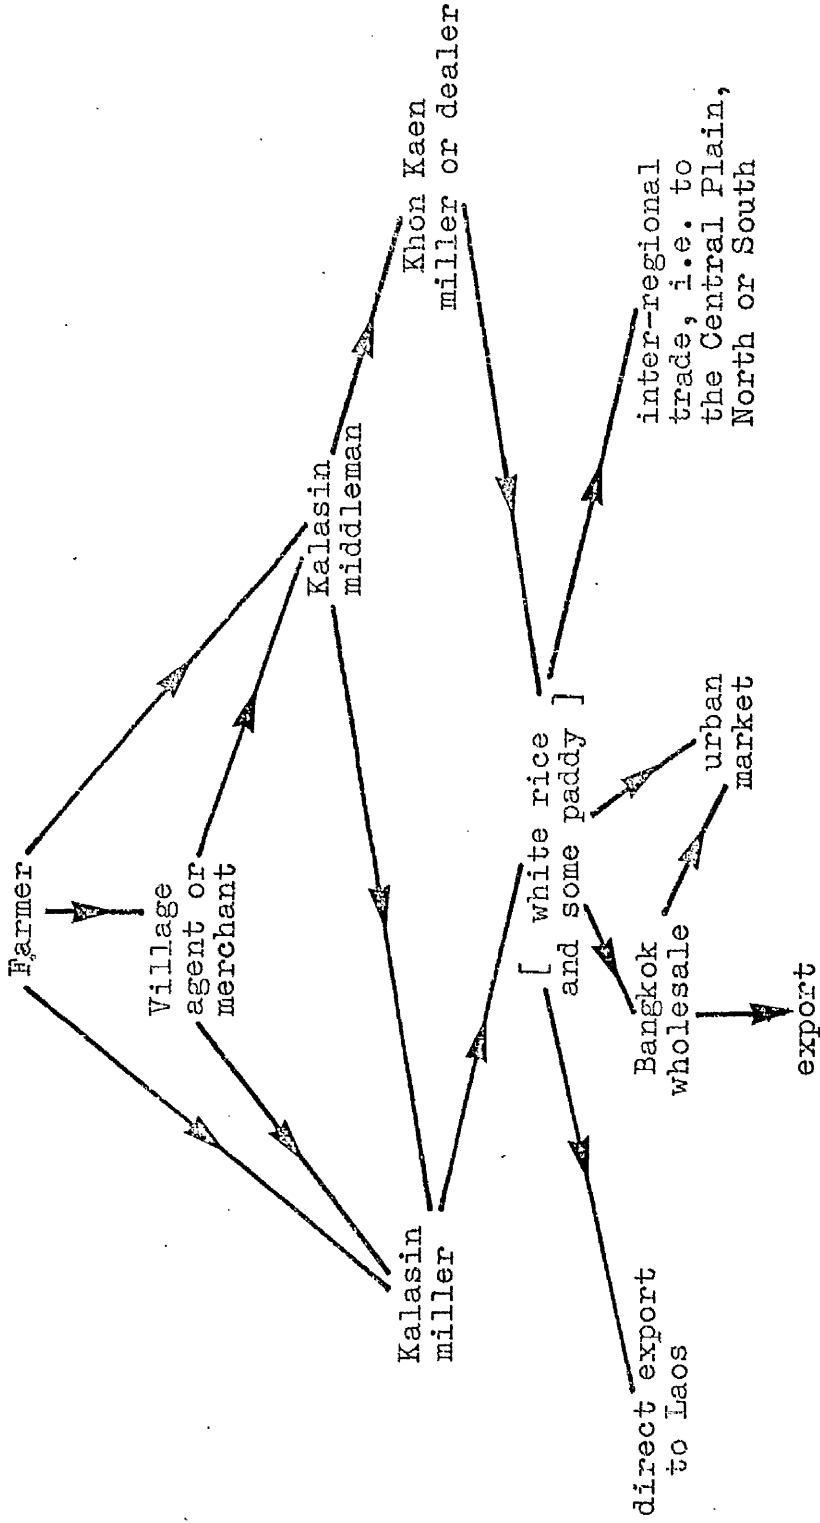 Farmer
Village
agent or
merchant
Kalasin
middleman
Kalasin
miller
Khon Kaen
miller or dealer
[ white rice
and some paddy ]
direct export
to Laos
Bangkok
wholesale
urban
market
inter-regional
trade, i.e. to
the Central Plain,
North or South
export